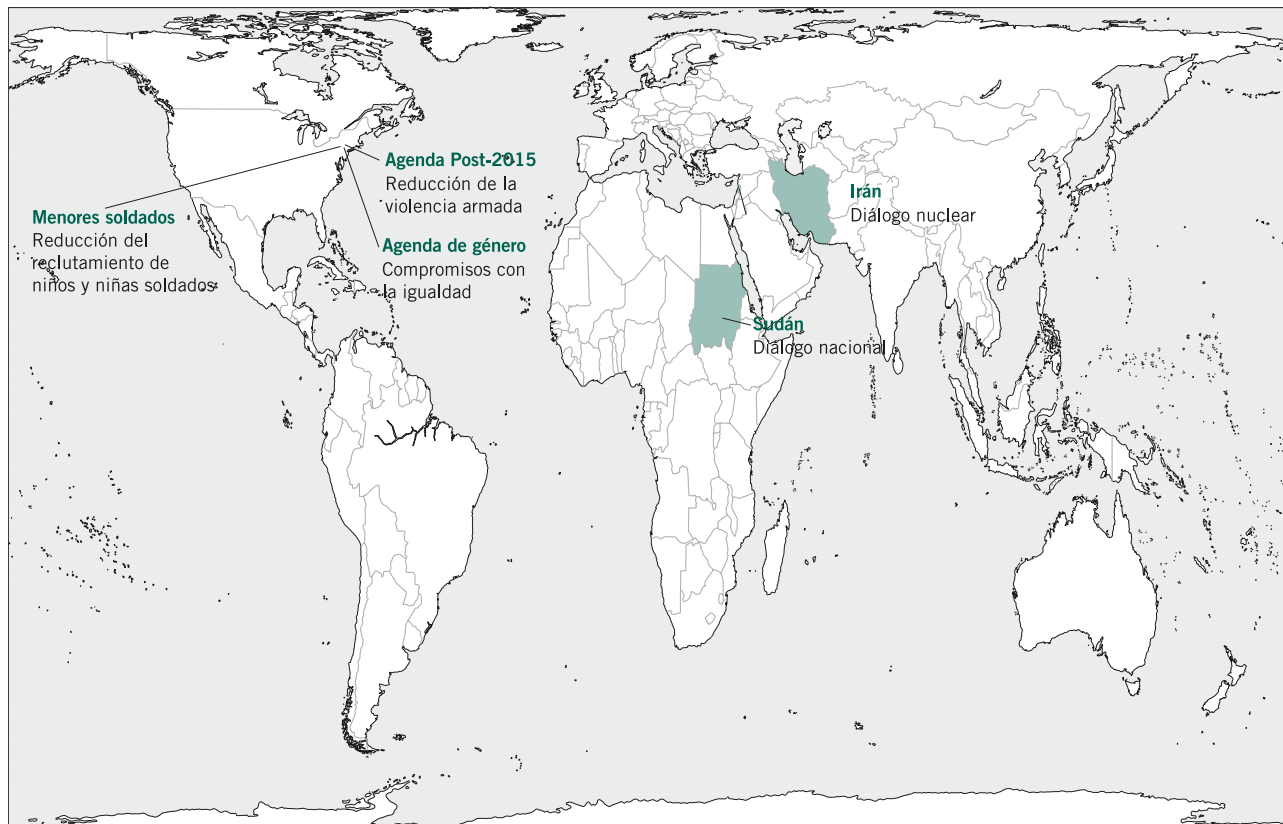 Agenda Post-2015
Reducción de la
violencia armada
Menores soldados
Reducción del
reclutamiento de
niños y niñas soldados
Agenda de género
Compromisos con
la igualdad
Irán
Diálogo nuclear
Sudán
Diálogo nacional